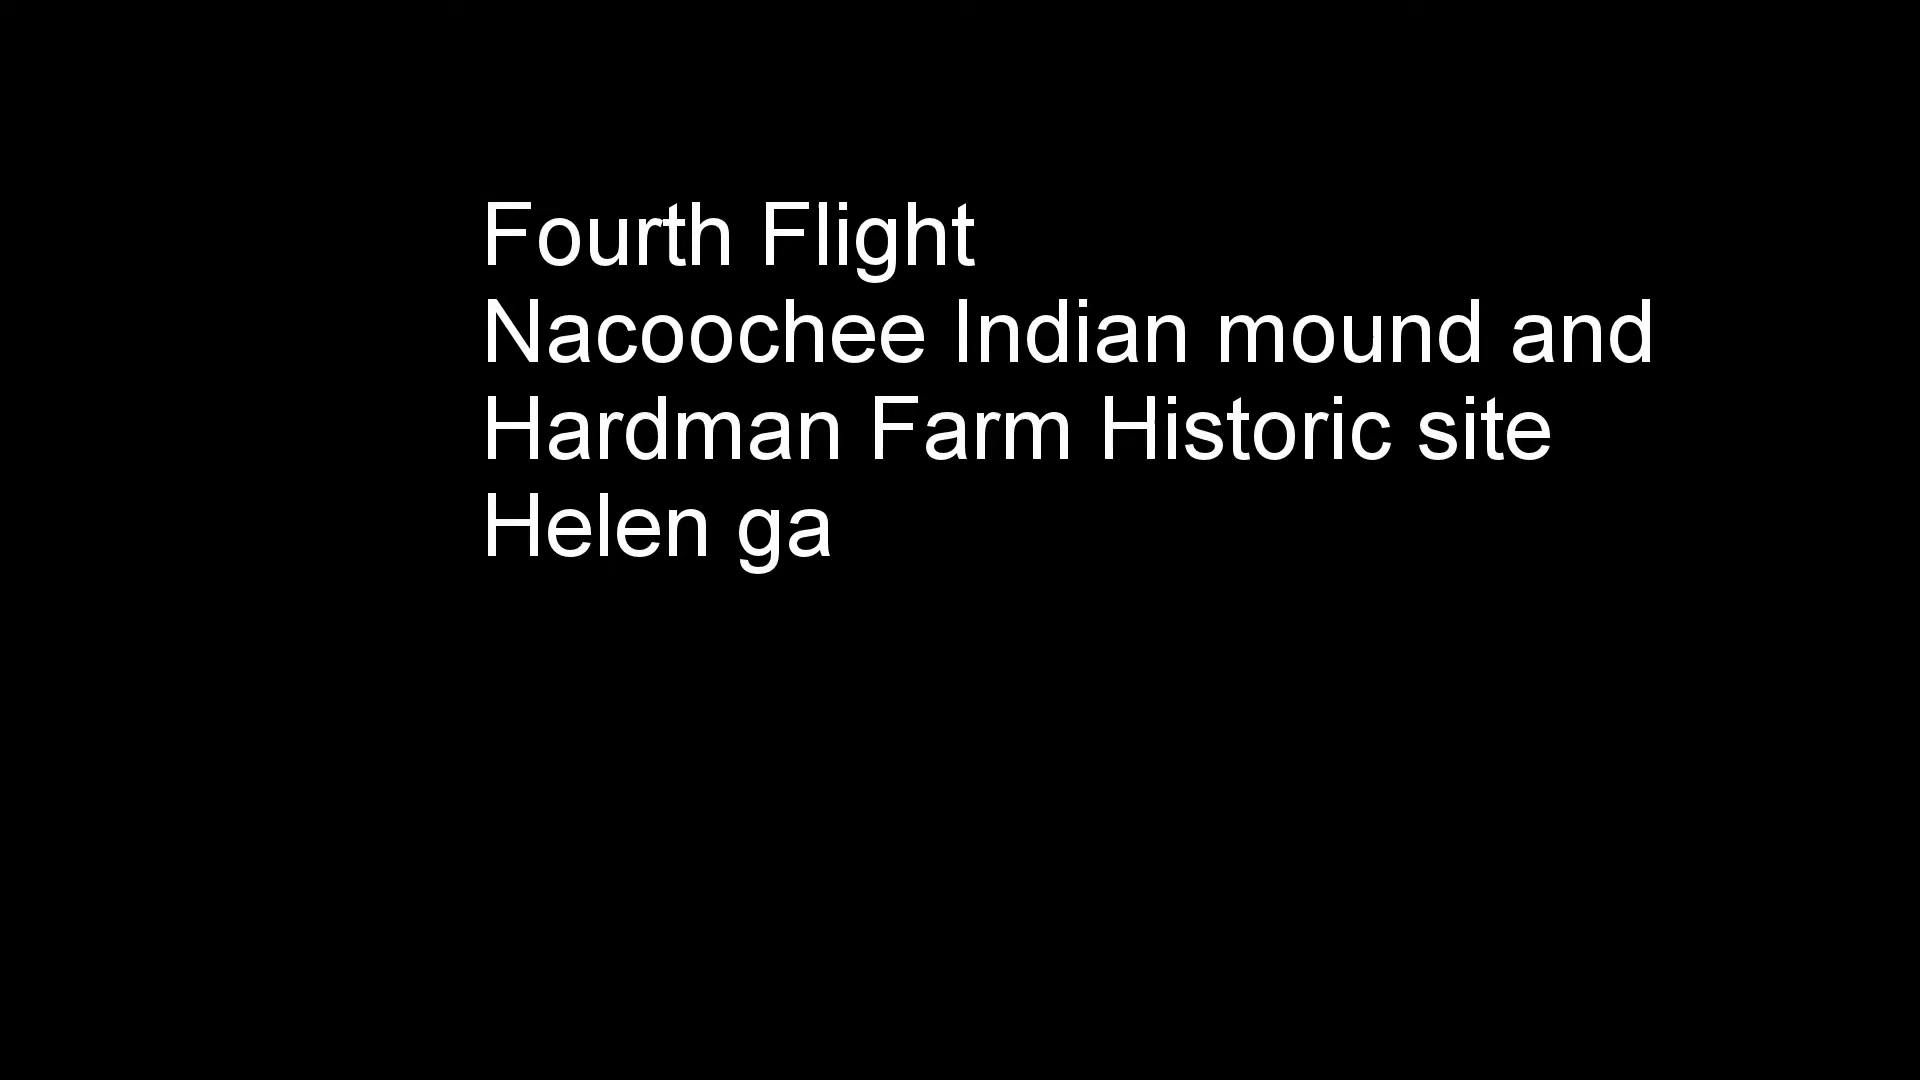 Fourth Flight
Nacoochee Indian mound and
Hardman Farm Historic site
Helen ga